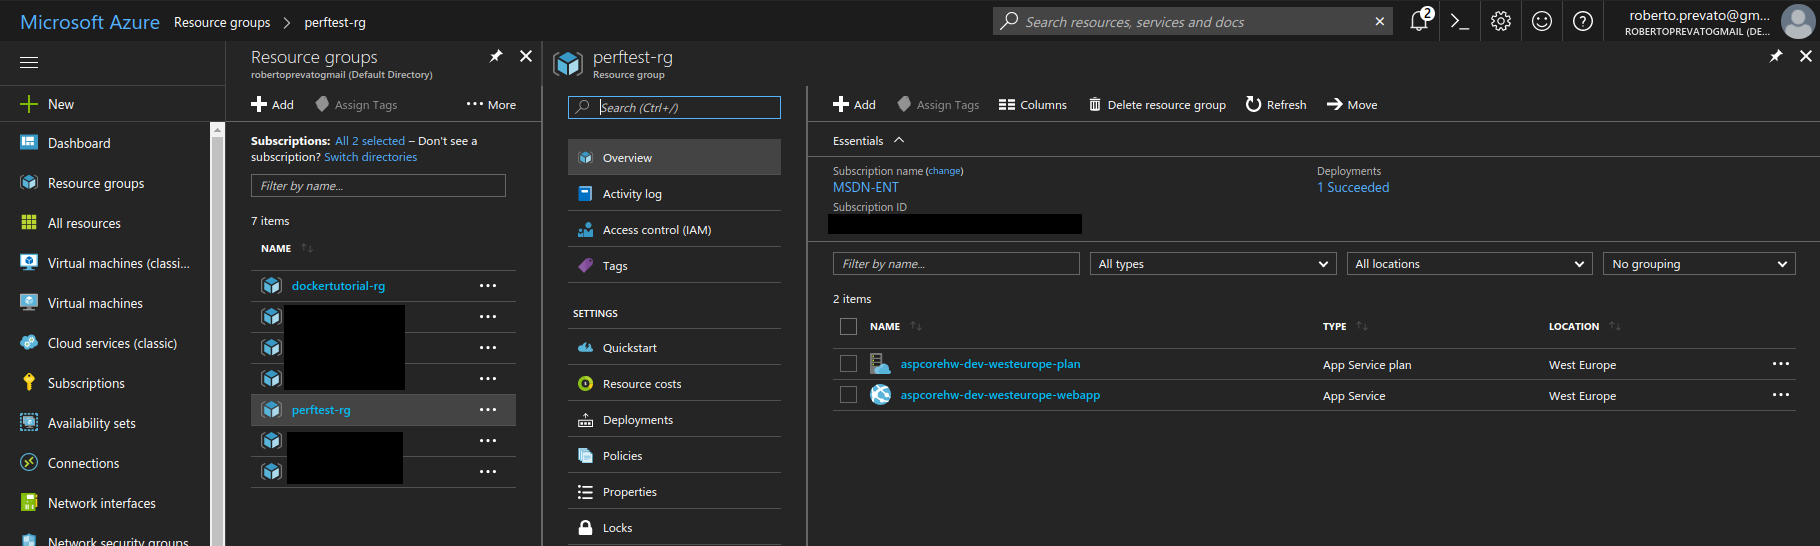 Microsoft Azure Resource groups > perftest-rg
Search resources, services and docs
2
roberto.prevato@gm...
ROBERTOPREVATOGMAIL (DE...
New
Dashboard
Resource groups
All resources
Virtual machines (classi...
Virtual machines
Cloud services (classic)
Subscriptions
Availability sets
Connections
Network interfaces
Network security groups
Resource groups
robertoprevatogmail (Default Directory)
Add Assign Tags ··· More
Subscriptions: All 2 selected – Don't see a
subscription? Switch directories
Filter by name...
7 items
NAME
dockertutorial-rg
perftest-rg
perftest-rg
Resource group
Search (Ctrl+/)
Overview
Activity log
Access control (IAM)
Tags
SETTINGS
Quickstart
Resource costs
Deployments
Policies
Properties
Locks
Add Assign Tags Columns Delete resource group Refresh Move
Essentials
Subscription name (change)
MSDN-ENT
Subscription ID
Deployments
1 Succeeded
Filter by name... All types All locations No grouping
2 items
NAME TYPE LOCATION
aspcorehw-dev-westeurope-plan App Service plan West Europe
aspcorehw-dev-westeurope-webapp App Service West Europe